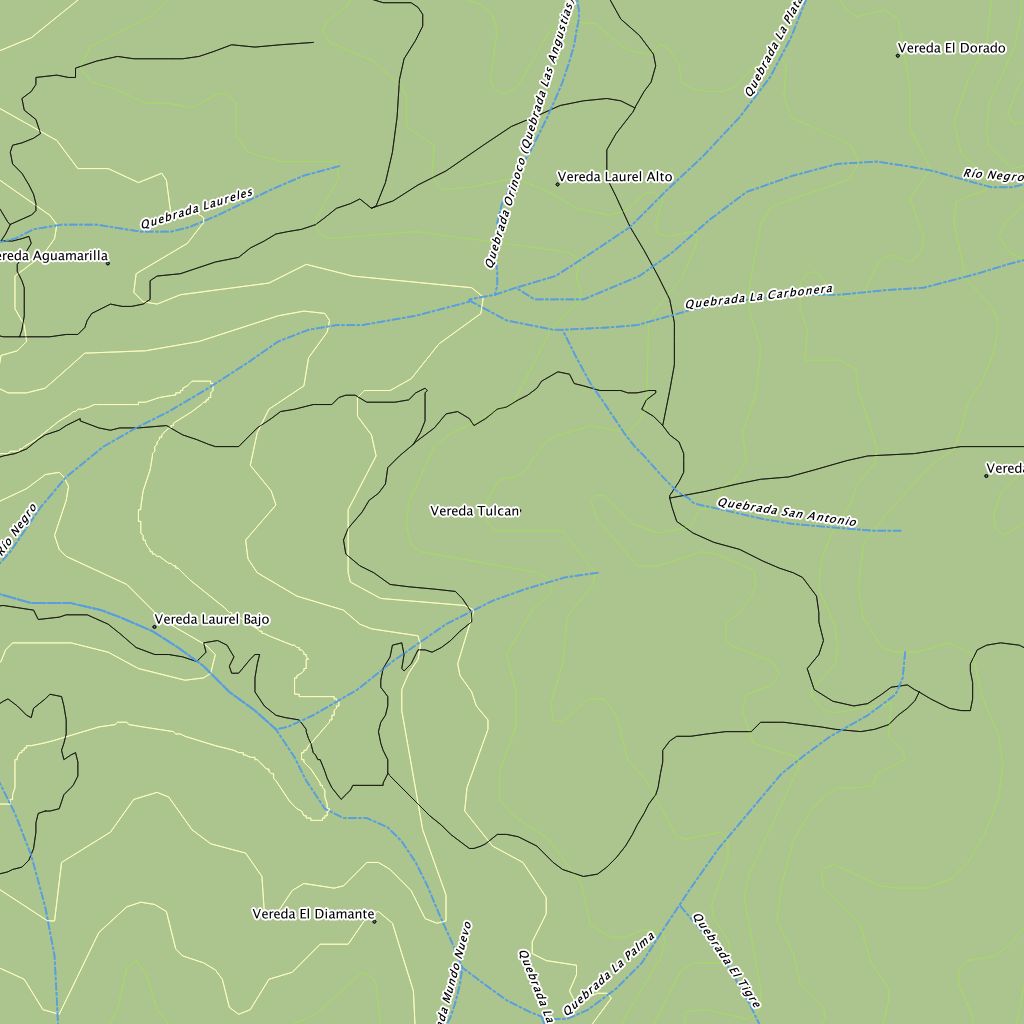 Quebrada Orinoco (Quebrada Las Angustias)
Quebrada La Plata
Vereda El Dorado
Vereda Laurel Alto
Río Negro
Quebrada Laureles
ereda Aguamarilla
Quebrada La Carbonera
Vereda
Vereda Tulcan
Quebrada San Antonio
Río Negro
Vereda Laurel Bajo
Vereda El Diamante
da Mundo Nuevo
Quebrada La
Quebrada La Palma
Quebrada El Tigre